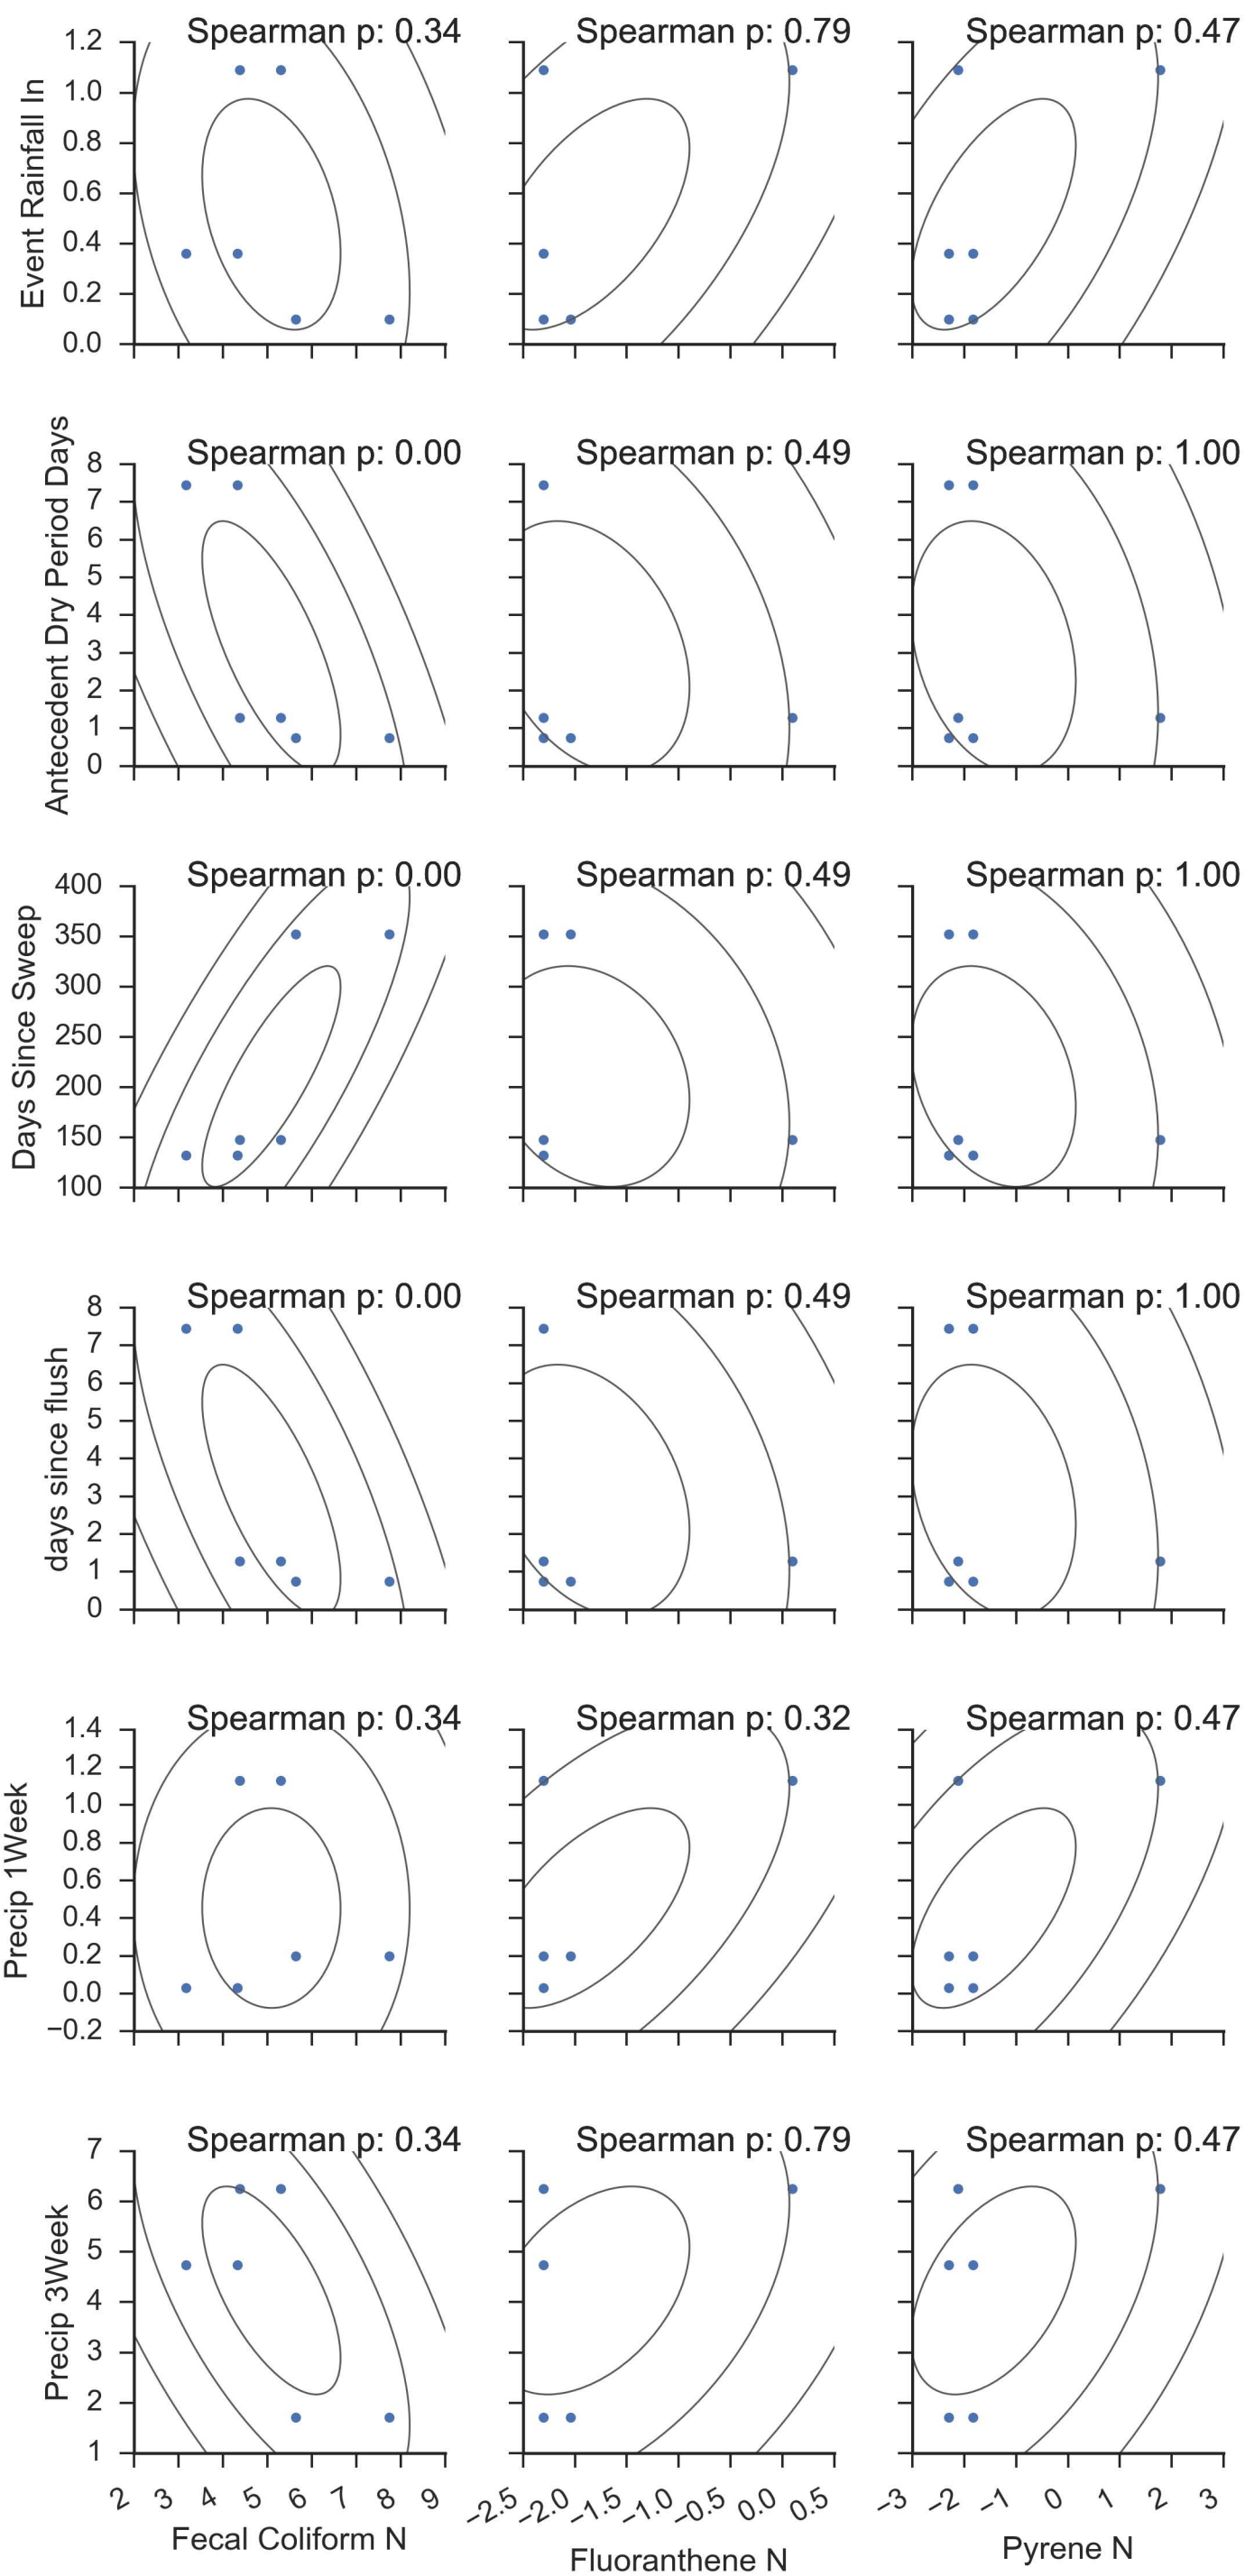 Spearman p: 0.34
Spearman p: 0.79
Spearman p: 0.47
Event Rainfall In
1.2
1.0
0.8
0.6
0.4
0.2
0.0
Spearman p: 0.00
Spearman p: 0.49
Spearman p: 1.00
Antecedent Dry Period Days
8
7
6
5
4
3
2
1
0
Spearman p: 0.00
Spearman p: 0.49
Spearman p: 1.00
Days Since Sweep
400
350
300
250
200
150
100
Spearman p: 0.00
Spearman p: 0.49
Spearman p: 1.00
days since flush
8
7
6
5
4
3
2
1
0
Spearman p: 0.34
Spearman p: 0.32
Spearman p: 0.47
Precip 1Week
1.4
1.2
1.0
0.8
0.6
0.4
0.2
0.0
−0.2
Spearman p: 0.34
Spearman p: 0.79
Spearman p: 0.47
Precip 3Week
7
6
5
4
3
2
1
2 3 4 5 6 7 8 9
−2.5 −2.0 −1.5 −1.0 −0.5 0.0 0.5
−3 −2 −1 0 1 2 3
Fecal Coliform N
Fluoranthene N
Pyrene N